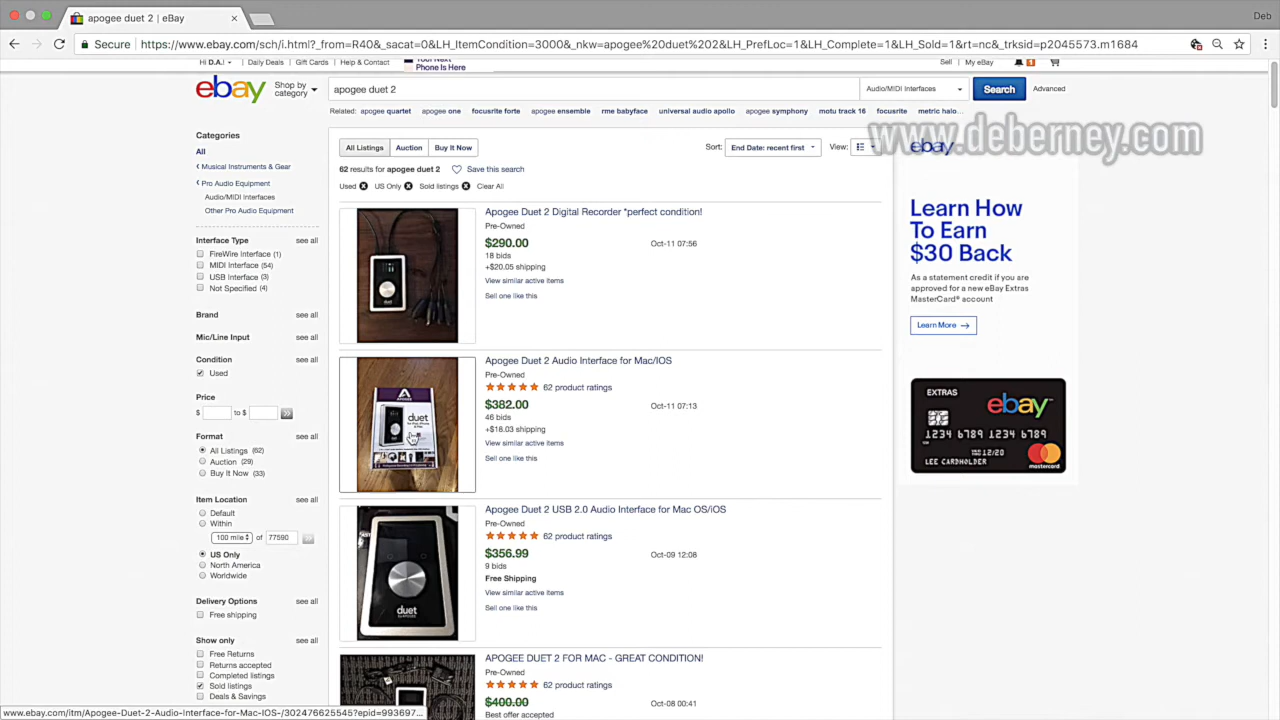 apogee duet 2 | eBay
Deb
Secure https://www.ebay.com/sch/i.html?_from=R40&_sacat=0&LH_ItemCondition=3000&_nkw=apogee%20duet%202&LH_PrefLoc=1&LH_Complete=1&LH_Sold=1&rt=nc&_trksid=p2045573.m1684
Hi D.A.! Daily Deals Gift Cards Help & Contact
Phone Is Here
Sell My eBay
ebay Shop by category
apogee duet 2
Audio/MIDI Interfaces
Search
Advanced
Related: apogee quartet apogee one focusrite forte apogee ensemble rme babyface universal audio apollo apogee symphony motu track 16 focusrite metric halo...
www.deberney.com
Categories
All
Musical Instruments & Gear
Pro Audio Equipment
Audio/MIDI Interfaces
Other Pro Audio Equipment
Interface Type see all
FireWire Interface (1)
MIDI Interface (54)
USB Interface (3)
Not Specified (4)
Brand see all
Mic/Line Input see all
Condition see all
Used
Price
$ to $
Format see all
All Listings (62)
Auction (29)
Buy It Now (33)
Item Location see all
Default
Within
100 mile of 77590
US Only
North America
Worldwide
Delivery Options see all
Free shipping
Show only see all
Free Returns
Returns accepted
Completed listings
Sold listings
Deals & Savings
All Listings Auction Buy It Now
Sort: End Date: recent first View:
62 results for apogee duet 2 Save this search
Used US Only Sold listings Clear All
Apogee Duet 2 Digital Recorder *perfect condition!
Pre-Owned
$290.00 Oct-11 07:56
18 bids
+$20.05 shipping
View similar active items
Sell one like this
duet
Apogee Duet 2 Audio Interface for Mac/IOS
Pre-Owned
62 product ratings
$382.00 Oct-11 07:13
46 bids
+$18.03 shipping
View similar active items
Sell one like this
duet
Apogee Duet 2 USB 2.0 Audio Interface for Mac OS/iOS
Pre-Owned
62 product ratings
$356.99 Oct-09 12:08
9 bids
Free Shipping
View similar active items
Sell one like this
duet
by APOGEE
APOGEE DUET 2 FOR MAC - GREAT CONDITION!
Pre-Owned
62 product ratings
$400.00 Oct-08 00:41
Best offer accepted
ebay
Learn How
To Earn
$30 Back
As a statement credit if you are
approved for a new eBay Extras
MasterCard® account
Learn More
EXTRAS
ebay
1234 6789 1234 6789
12/20
LEE CARDHOLDER
mastercard
www.ebay.com/itm/Apogee-Duet-2-Audio-Interface-for-Mac-IOS-/302476625545?epid=993697...